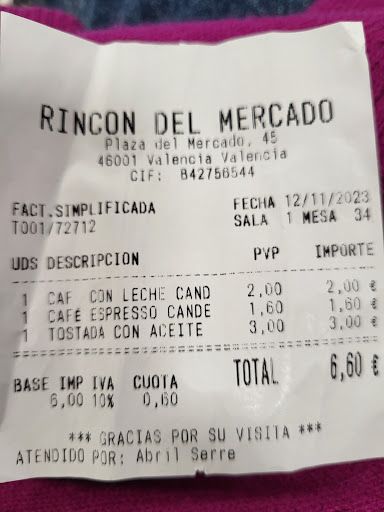 RINCON DEL MERCADO
Plaza del Mercado, 45
46001 Valencia Valencia
CIF: B42756544
FACT.SIMPLIFICADA FECHA 12/11/2023
T001/72712 SALA 1 MESA 34
UDS DESCRIPCION PVP IMPORTE
1 CAF CON LECHE CAND 2,00 2,00 €
1 CAFÉ ESPRESSO CANDE 1,60 1,60 €
1 TOSTADA CON ACEITE 3,00 3,00 €
TOTAL 6,60 €
BASE IMP IVA CUOTA
6,00 10% 0,60
*** GRACIAS POR SU VISITA ***
ATENDIDO POR: Abril Serre